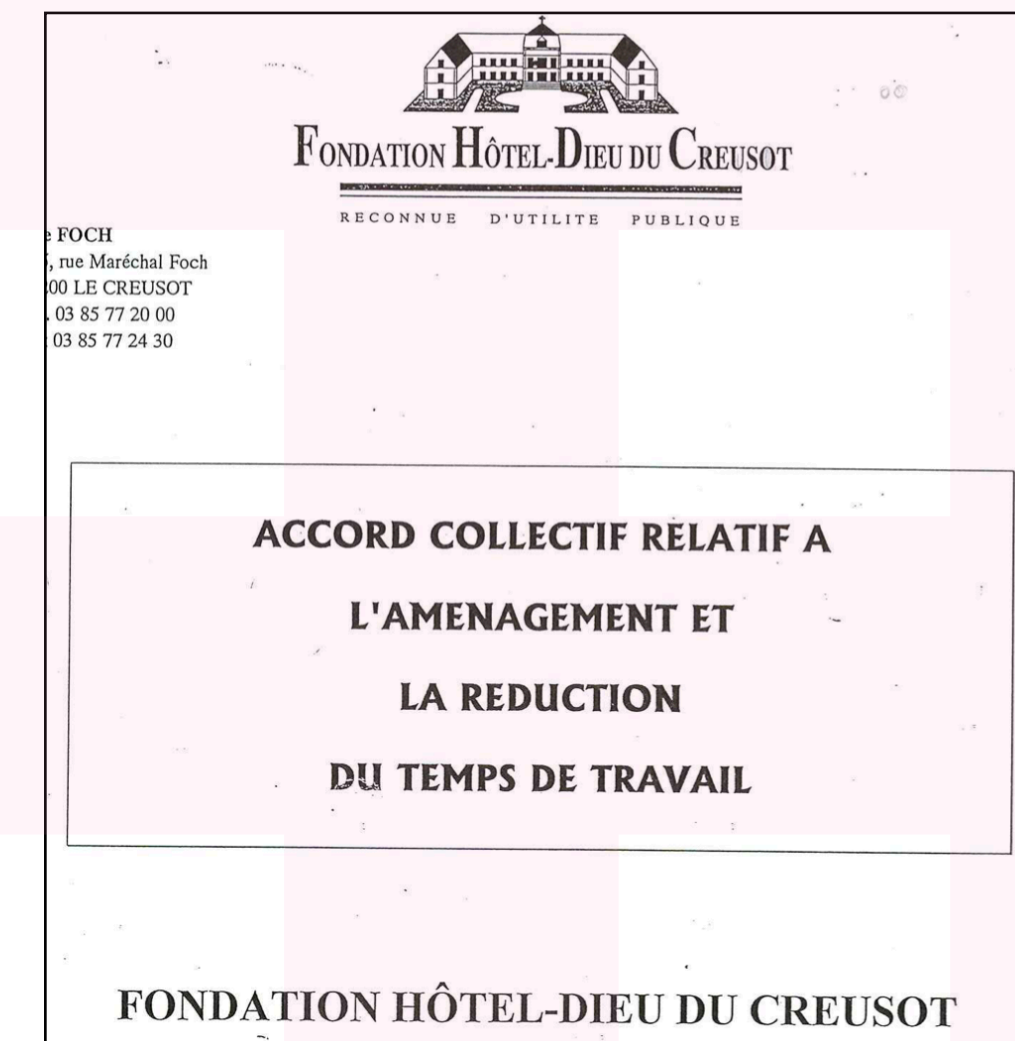 FONDATION HÔTEL-DIEU DU CREUSOT
RECONNUE D'UTILITE PUBLIQUE
FOCH
, rue Maréchal Foch
00 LE CREUSOT
. 03 85 77 20 00
03 85 77 24 30
ACCORD COLLECTIF RELATIF A
L'AMENAGEMENT ET
LA REDUCTION
DU TEMPS DE TRAVAIL
FONDATION HÔTEL-DIEU DU CREUSOT